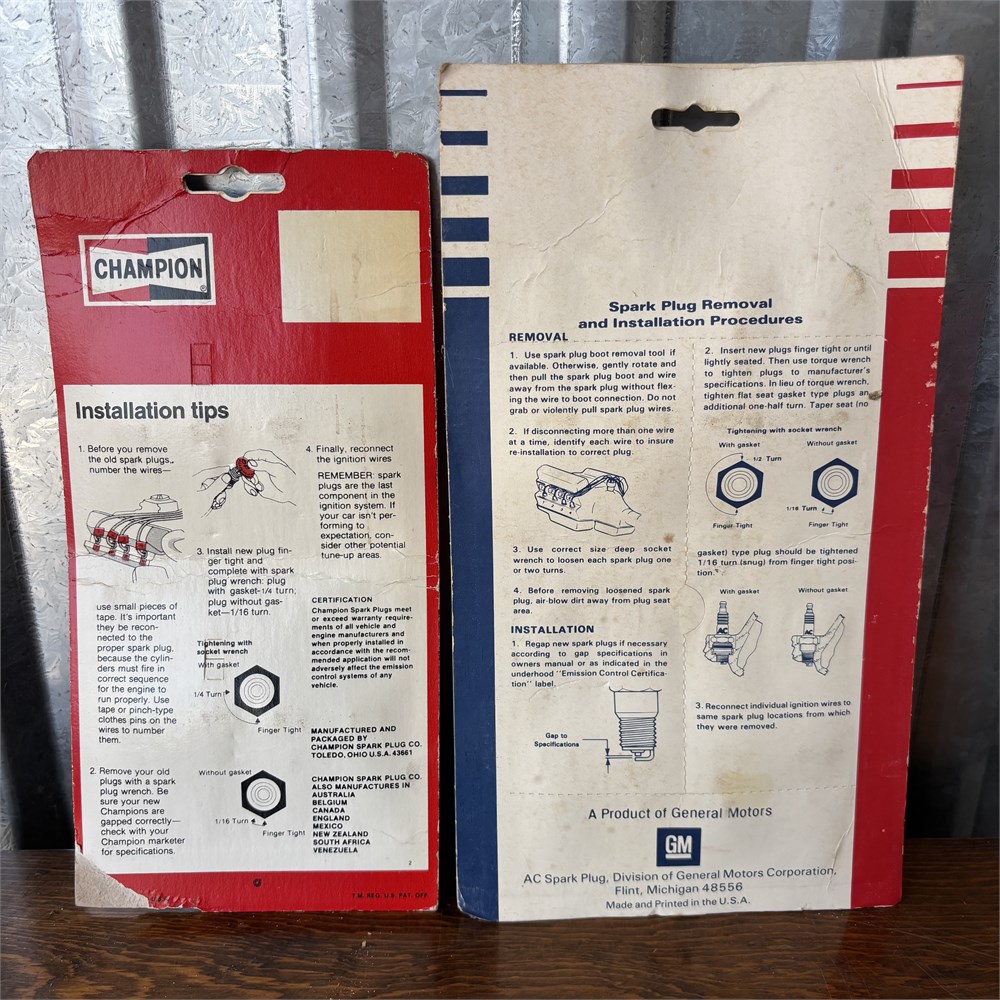 CHAMPION
®
Installation tips
1. Before you remove
the old spark plugs,
number the wires—
use small pieces of
tape. It's important
they be recon-
nected to the
proper spark plug,
because the cylin-
ders must fire in
correct sequence
for the engine to
run properly. Use
tape or pinch-type
clothes pins on the
wires to number
them.
2. Remove your old
plugs with a spark
plug wrench. Be
sure your new
Champions are
gapped correctly—
check with your
Champion marketer
for specifications.
3. Install new plug fin-
ger tight and
complete with spark
plug wrench: plug
with gasket-1/4 turn;
plug without gas-
ket—1/16 turn.
Tightening with
socket wrench
With gasket
1/4 Turn
Finger Tight
Without gasket
1/16 Turn
Finger Tight
4. Finally, reconnect
the ignition wires
REMEMBER: spark
plugs are the last
component in the
ignition system. If
your car isn't per-
forming to
expectation, con-
sider other potential
tune-up areas.
CERTIFICATION
Champion Spark Plugs meet
or exceed warranty require-
ments of all vehicle and
engine manufacturers and
when properly installed in
accordance with the recom-
mended application will not
adversely affect the emission
control systems of any
vehicle.
MANUFACTURED AND
PACKAGED BY
CHAMPION SPARK PLUG CO.
TOLEDO, OHIO U.S.A. 43661
CHAMPION SPARK PLUG CO.
ALSO MANUFACTURES IN
AUSTRALIA
BELGIUM
CANADA
ENGLAND
MEXICO
NEW ZEALAND
SOUTH AFRICA
VENEZUELA
2
T.M. REG. U.S. PAT. OFF
Spark Plug Removal
and Installation Procedures
REMOVAL
1. Use spark plug boot removal tool if
available. Otherwise, gently rotate and
then pull the spark plug boot and wire
away from the spark plug without flex-
ing the wire to boot connection. Do not
grab or violently pull spark plug wires.
2. If disconnecting more than one wire
at a time, identify each wire to insure
re-installation to correct plug.
3. Use correct size deep socket
wrench to loosen each spark plug one
or two turns.
4. Before removing loosened spark
plug, air-blow dirt away from plug seat
area.
INSTALLATION
1. Regap new spark plugs if necessary
according to gap specifications in
owners manual or as indicated in the
underhood "Emission Control Certifica-
tion" label.
Gap to
Specifications
2. Insert new plugs finger tight or until
lightly seated. Then use torque wrench
to tighten plugs to manufacturer's
specifications. In lieu of torque wrench,
tighten flat seat gasket type plugs an
additional one-half turn. Taper seat (no
Tightening with socket wrench
With gasket Without gasket
1/2 Turn
1/16 Turn
Finger Tight Finger Tight
gasket) type plug should be tightened
1/16 turn (snug) from finger tight posi-
tion.
With gasket Without gasket
AC AC
3. Reconnect individual ignition wires to
same spark plug locations from which
they were removed.
A Product of General Motors
GM
AC Spark Plug, Division of General Motors Corporation,
Flint, Michigan 48556
Made and Printed in the U.S.A.